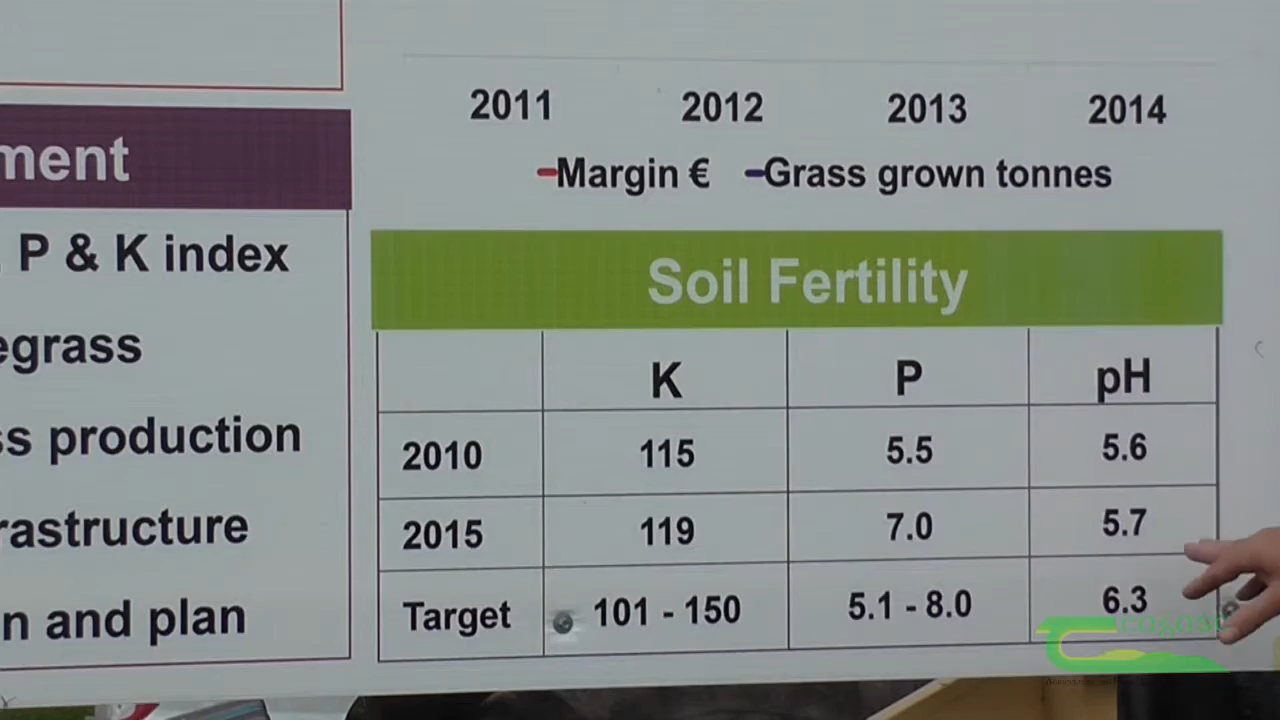 ment
P & K index
egrass
ss production
rastructure
n and plan
2011 2012 2013 2014
Margin € Grass grown tonnes
Soil Fertility
K P pH
2010 115 5.5 5.6
2015 119 7.0 5.7
Target 101 - 150 5.1 - 8.0 6.3